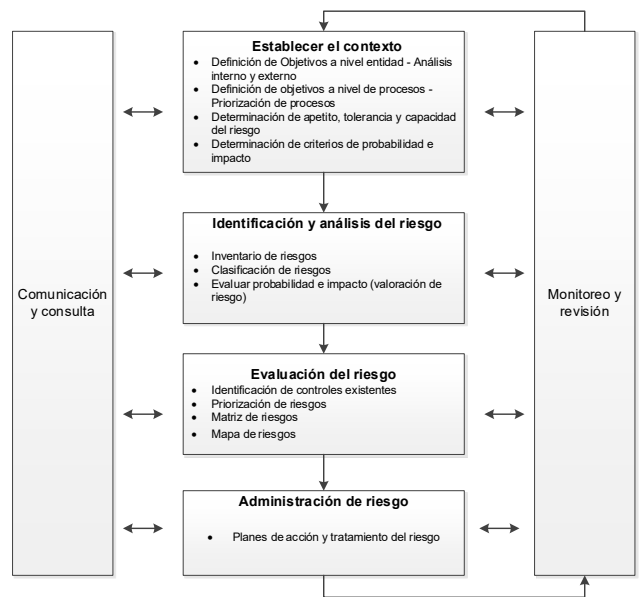 Establecer el contexto
• Definición de Objetivos a nivel entidad - Análisis
interno y externo
• Definición de objetivos a nivel de procesos -
Priorización de procesos
• Determinación de apetito, tolerancia y capacidad
del riesgo
• Determinación de criterios de probabilidad e
impacto
Identificación y análisis del riesgo
• Inventario de riesgos
• Clasificación de riesgos
• Evaluar probabilidad e impacto (valoración de
riesgo)
Comunicación
y consulta
Monitoreo y
revisión
Evaluación del riesgo
• Identificación de controles existentes
• Priorización de riesgos
• Matriz de riesgos
• Mapa de riesgos
Administración de riesgo
• Planes de acción y tratamiento del riesgo